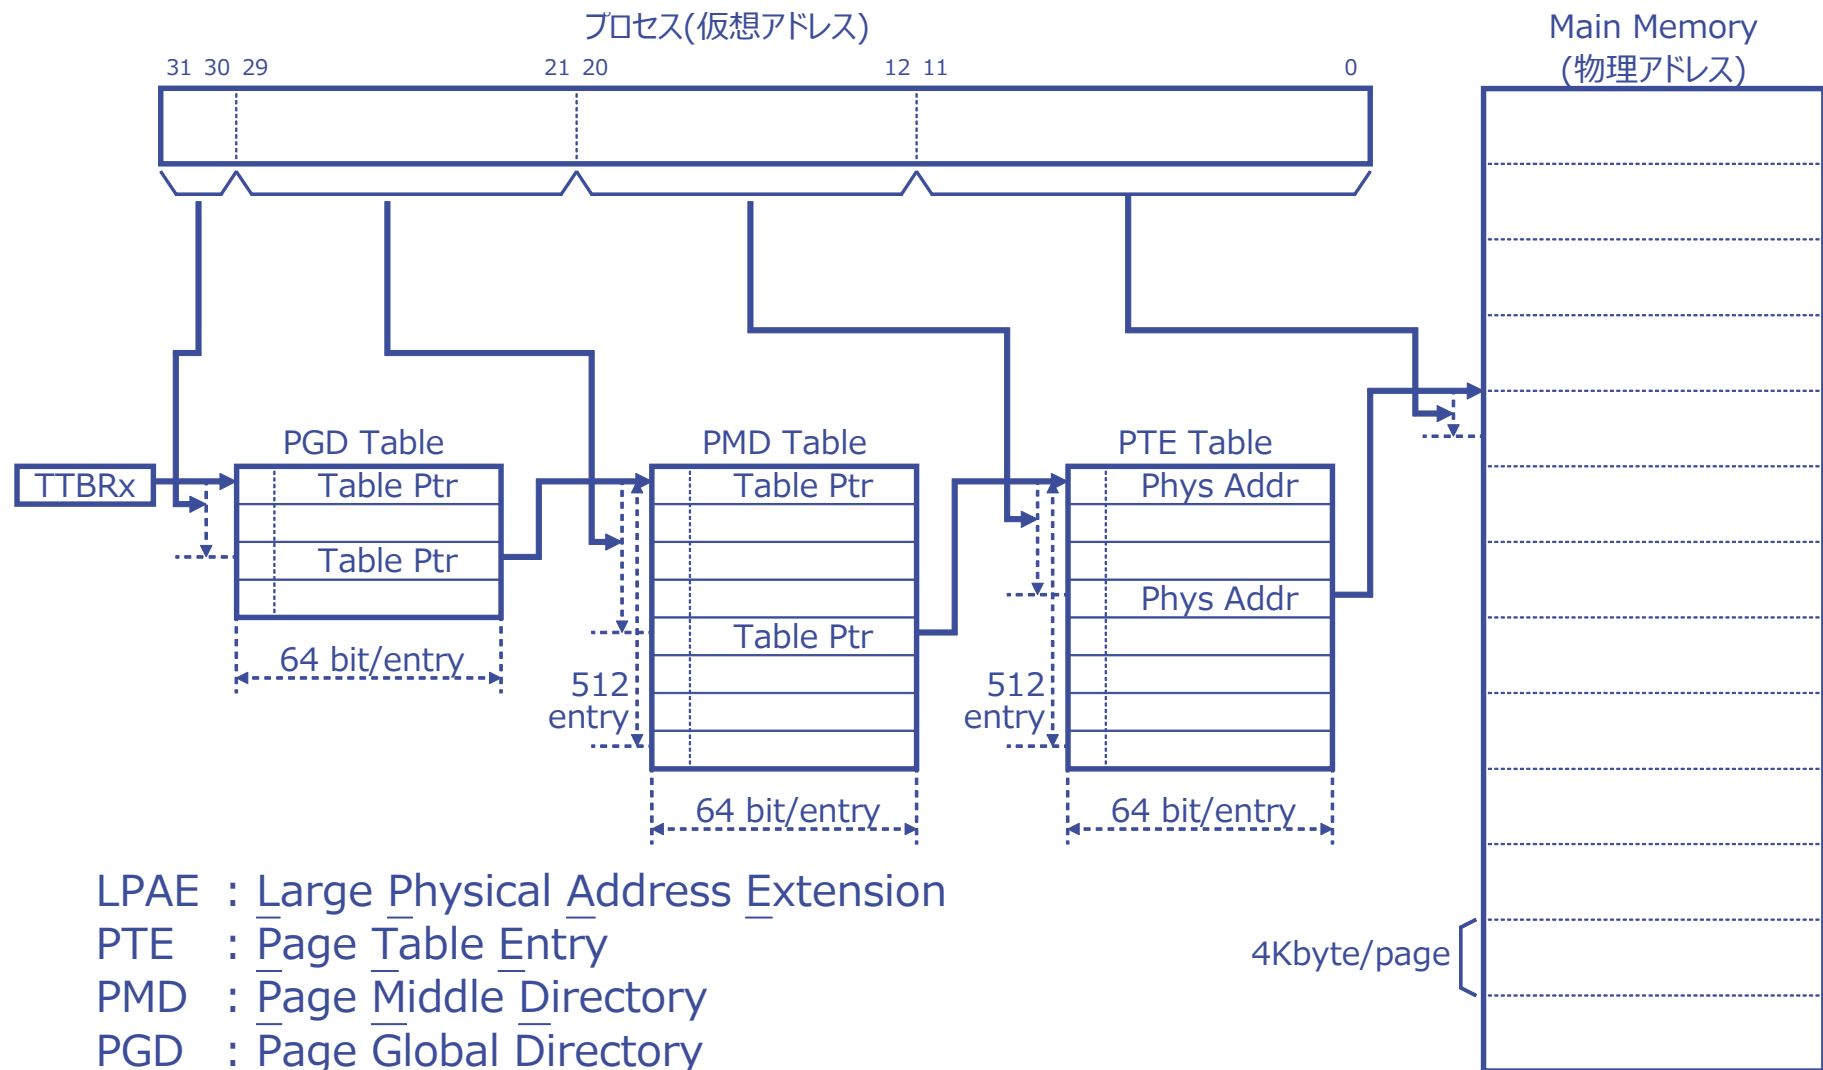 プロセス(仮想アドレス)
Main Memory
(物理アドレス)
31 30 29 21 20 12 11 0
PGD Table
PMD Table
PTE Table
TTBRx
Table Ptr
Table Ptr
64 bit/entry
Table Ptr
Table Ptr
512
entry
64 bit/entry
Phys Addr
Phys Addr
512
entry
64 bit/entry
4Kbyte/page
LPAE : Large Physical Address Extension
PTE : Page Table Entry
PMD : Page Middle Directory
PGD : Page Global Directory